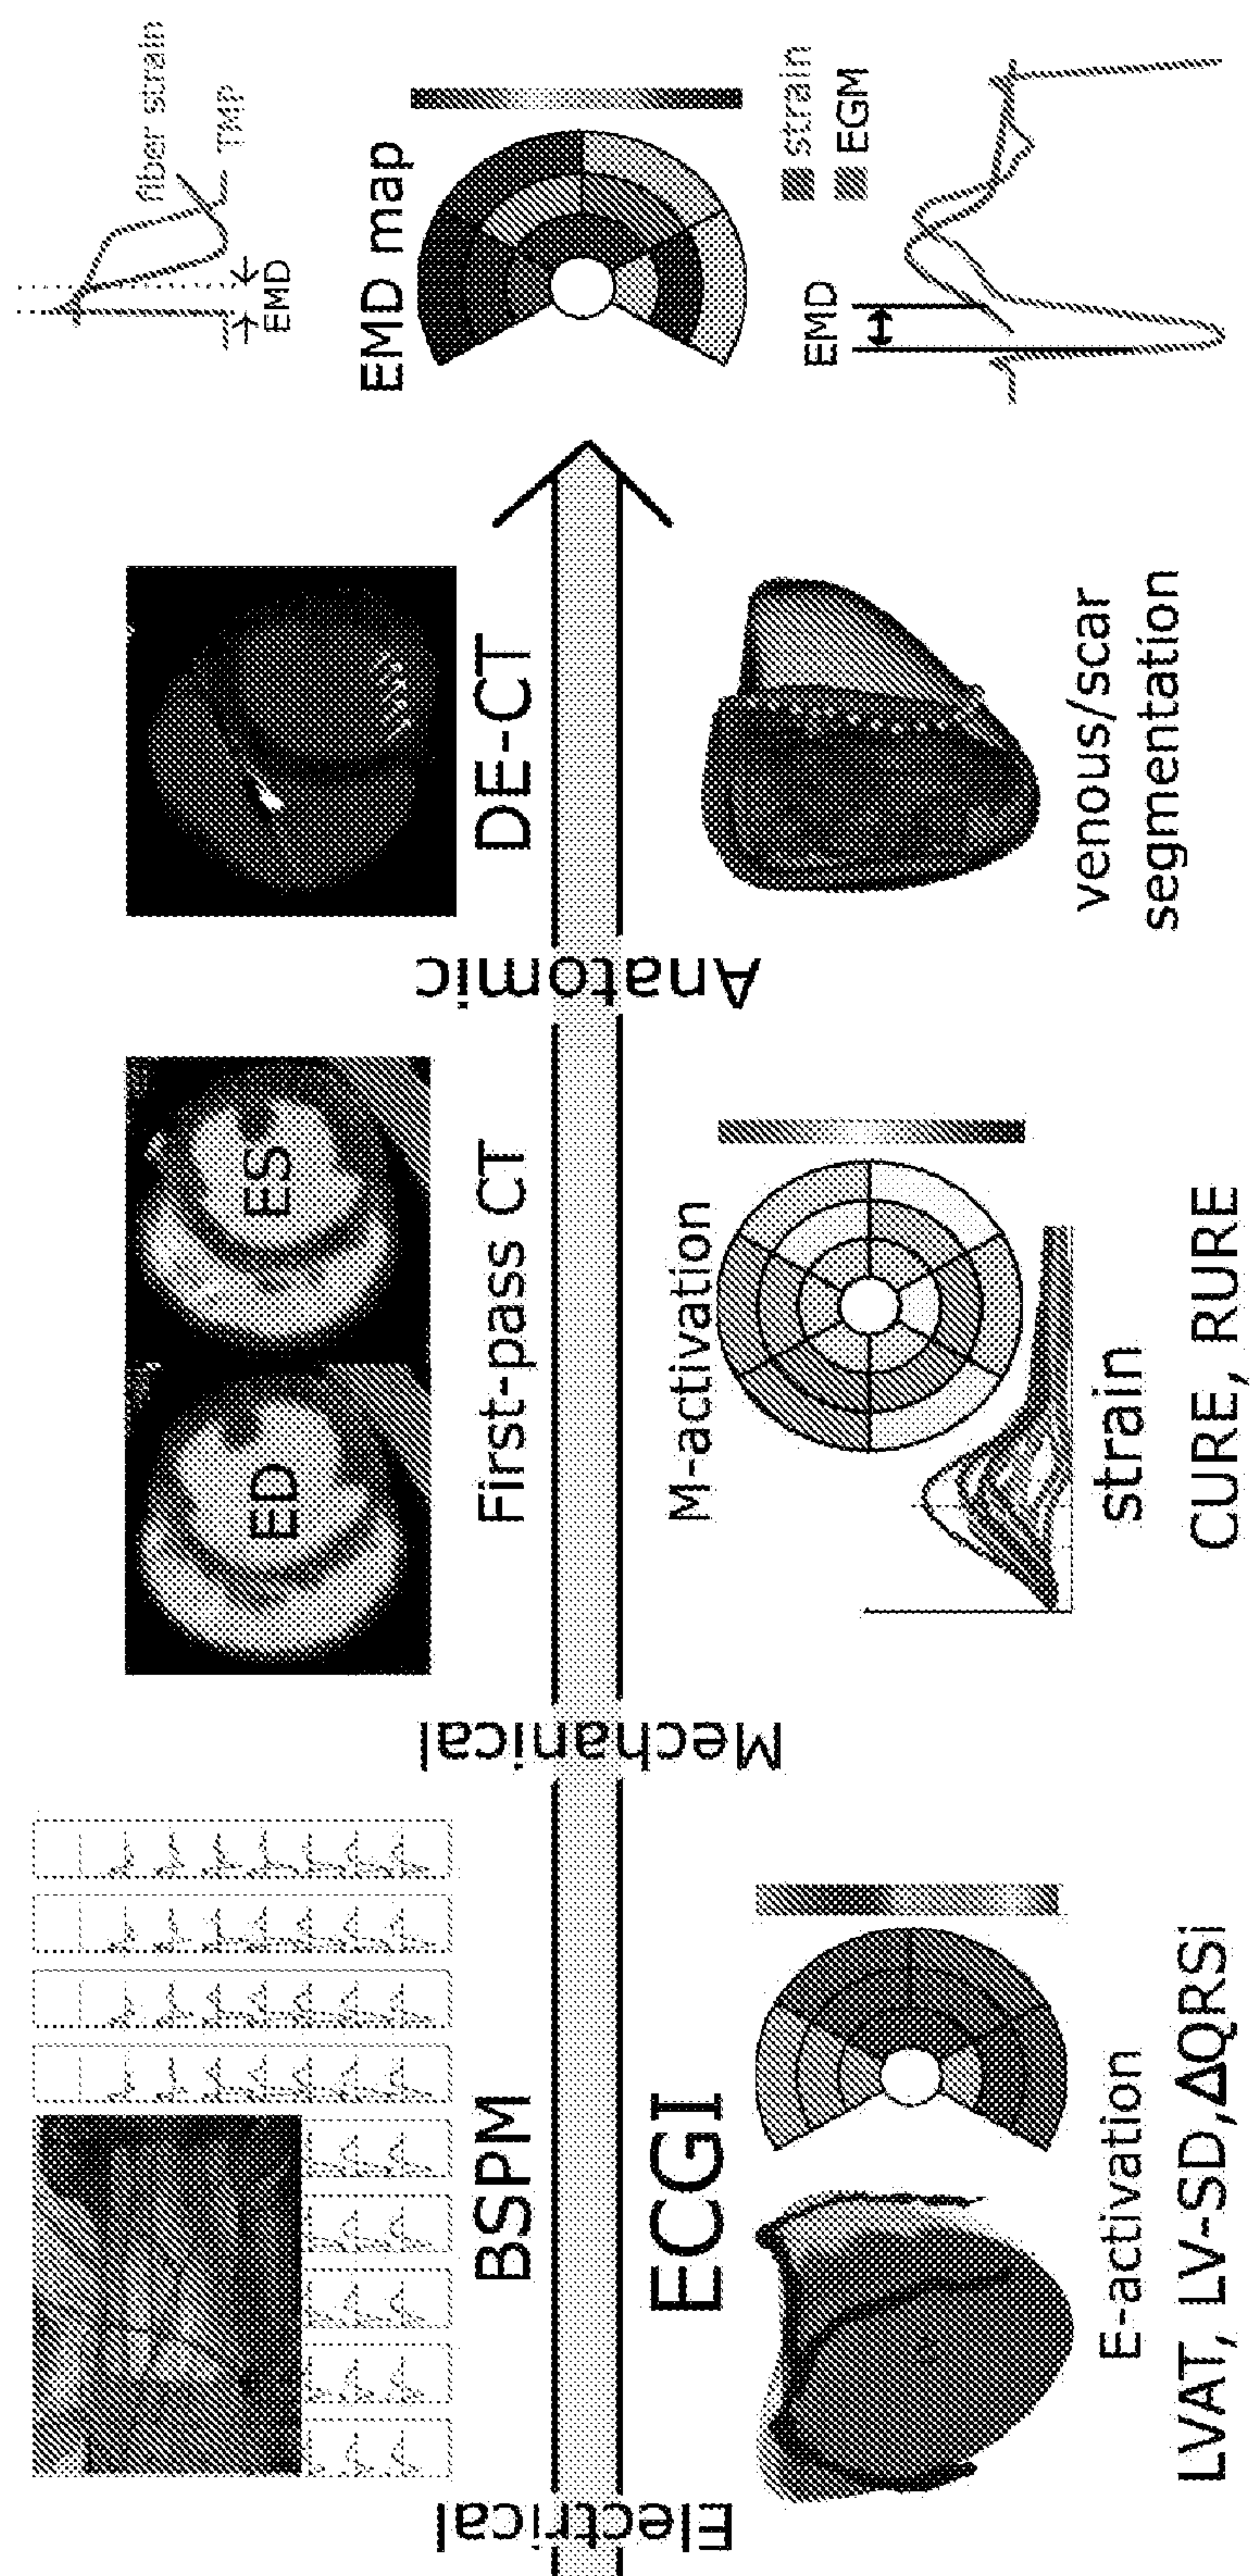 Electrical
BSPM
ECGI
E-activation
LVAT, LV-SD,ΔQRSi
Mechanical
ED
ES
First-pass CT
M-activation
strain
CURE, RURE
Anatomic
DE-CT
venous/scar
segmentation
fiber strain
TMP
EMD
EMD map
strain
EGM
EMD